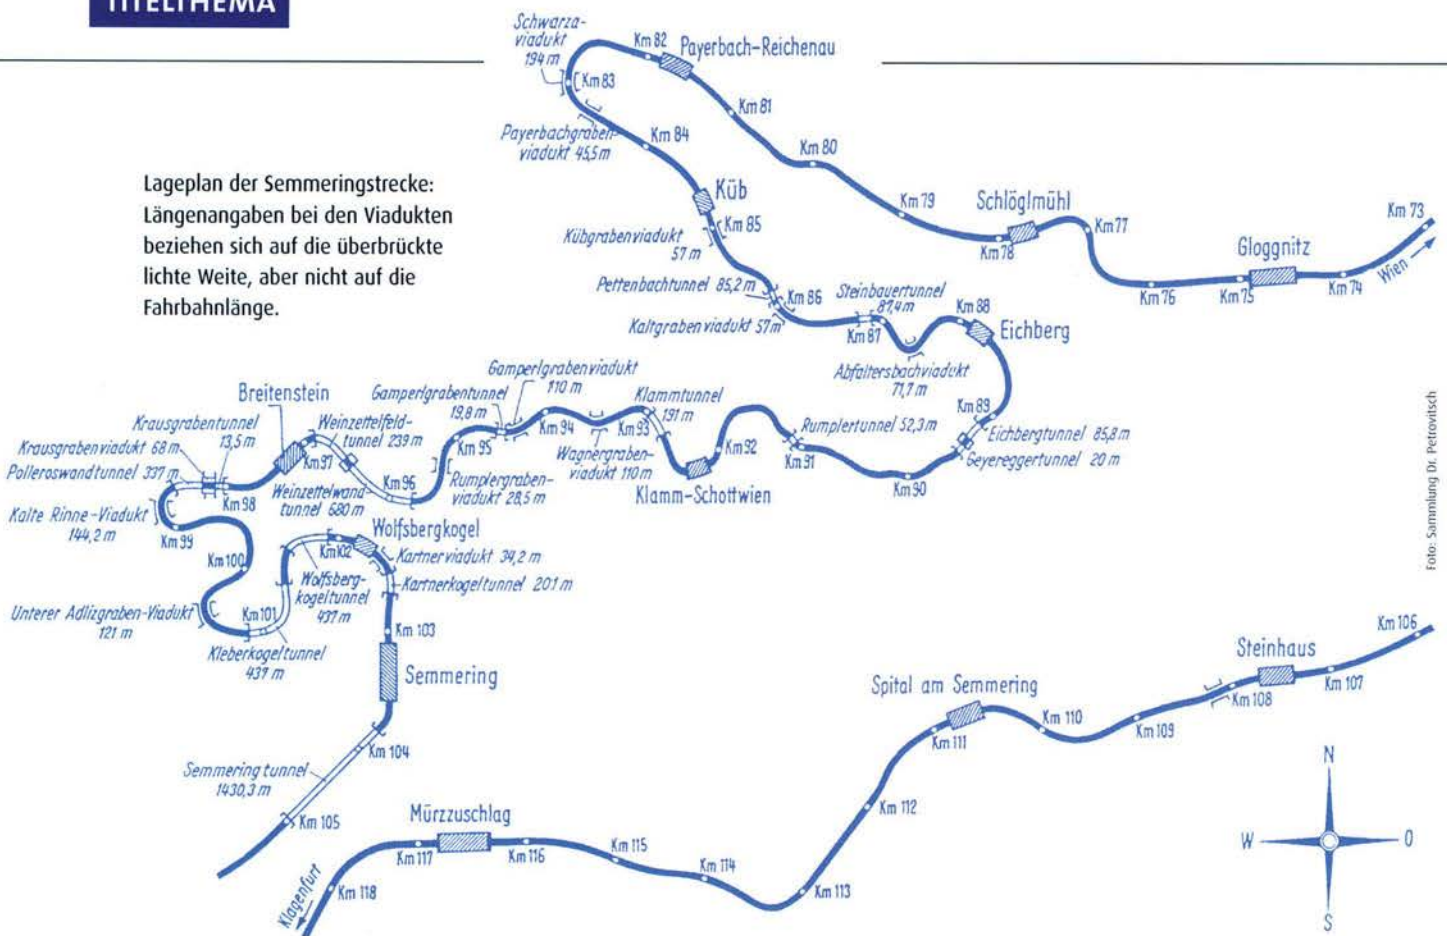 TITELTHEMA
Schwarza-
viadukt
194 m
Km 82
Payerbach-Reichenau
Km 83
Km 81
Payerbachgraben-
viadukt 45,5 m
Km 84
Km 80
Lageplan der Semmeringstrecke:
Längenangaben bei den Viadukten
beziehen sich auf die überbrückte
lichte Weite, aber nicht auf die
Fahrbahnlänge.
Küb
Km 79
Schlöglmühl
Km 73
Km 85
Km 77
Kübgrabenviadukt
57 m
Km 78
Gloggnitz
Wien
Pettenbachtunnel 85,2 m
Km 86
Steinbauertunnel
87,4 m
Km 76
Km 75
Km 74
Kaltgrabenviadukt 57 m
Km 87
Km 88
Eichberg
Abfaltersbachviadukt
71,7 m
Gamperlgrabenviadukt
110 m
Breitenstein
Gamperlgrabentunnel
19,8 m
Klammtunnel
191 m
Krausgrabentunnel
13,5 m
Weinzettelfeld-
tunnel 239 m
Km 94
Km 93
Km 89
Krausgrabenviadukt 68 m
Km 95
Km 92
Rumplertunnel 52,3 m
Eichbergtunnel 85,8 m
Polleroswandtunnel 337 m
Km 97
Wagnergraben-
viadukt 110 m
Km 91
Geyereggertunnel 20 m
Km 96
Rumplergraben-
viadukt 28,5 m
Klamm-Schottwien
Km 90
Weinzettelwand-
tunnel 680 m
Km 98
Kalte Rinne-Viadukt
144,2 m
Km 99
Wolfsbergkogel
Km 100
Km 102
Kartnerviadukt 34,2 m
Wolfsberg-
kogeltunnel
437 m
Kartnerkogeltunnel 201 m
Unterer Adlizgraben-Viadukt
121 m
Km 101
Kleberkogeltunnel
437 m
Km 103
Semmering
Foto: Sammlung Dr. Petrovitsch
Km 106
Steinhaus
Km 107
Km 108
Spital am Semmering
Km 109
Km 110
Km 111
Km 104
Semmeringtunnel
1430,3 m
Km 105
Km 112
Mürzzuschlag
Km 117
Km 116
Km 115
Km 114
Km 113
Km 118
Klagenfurt
N
W
O
S